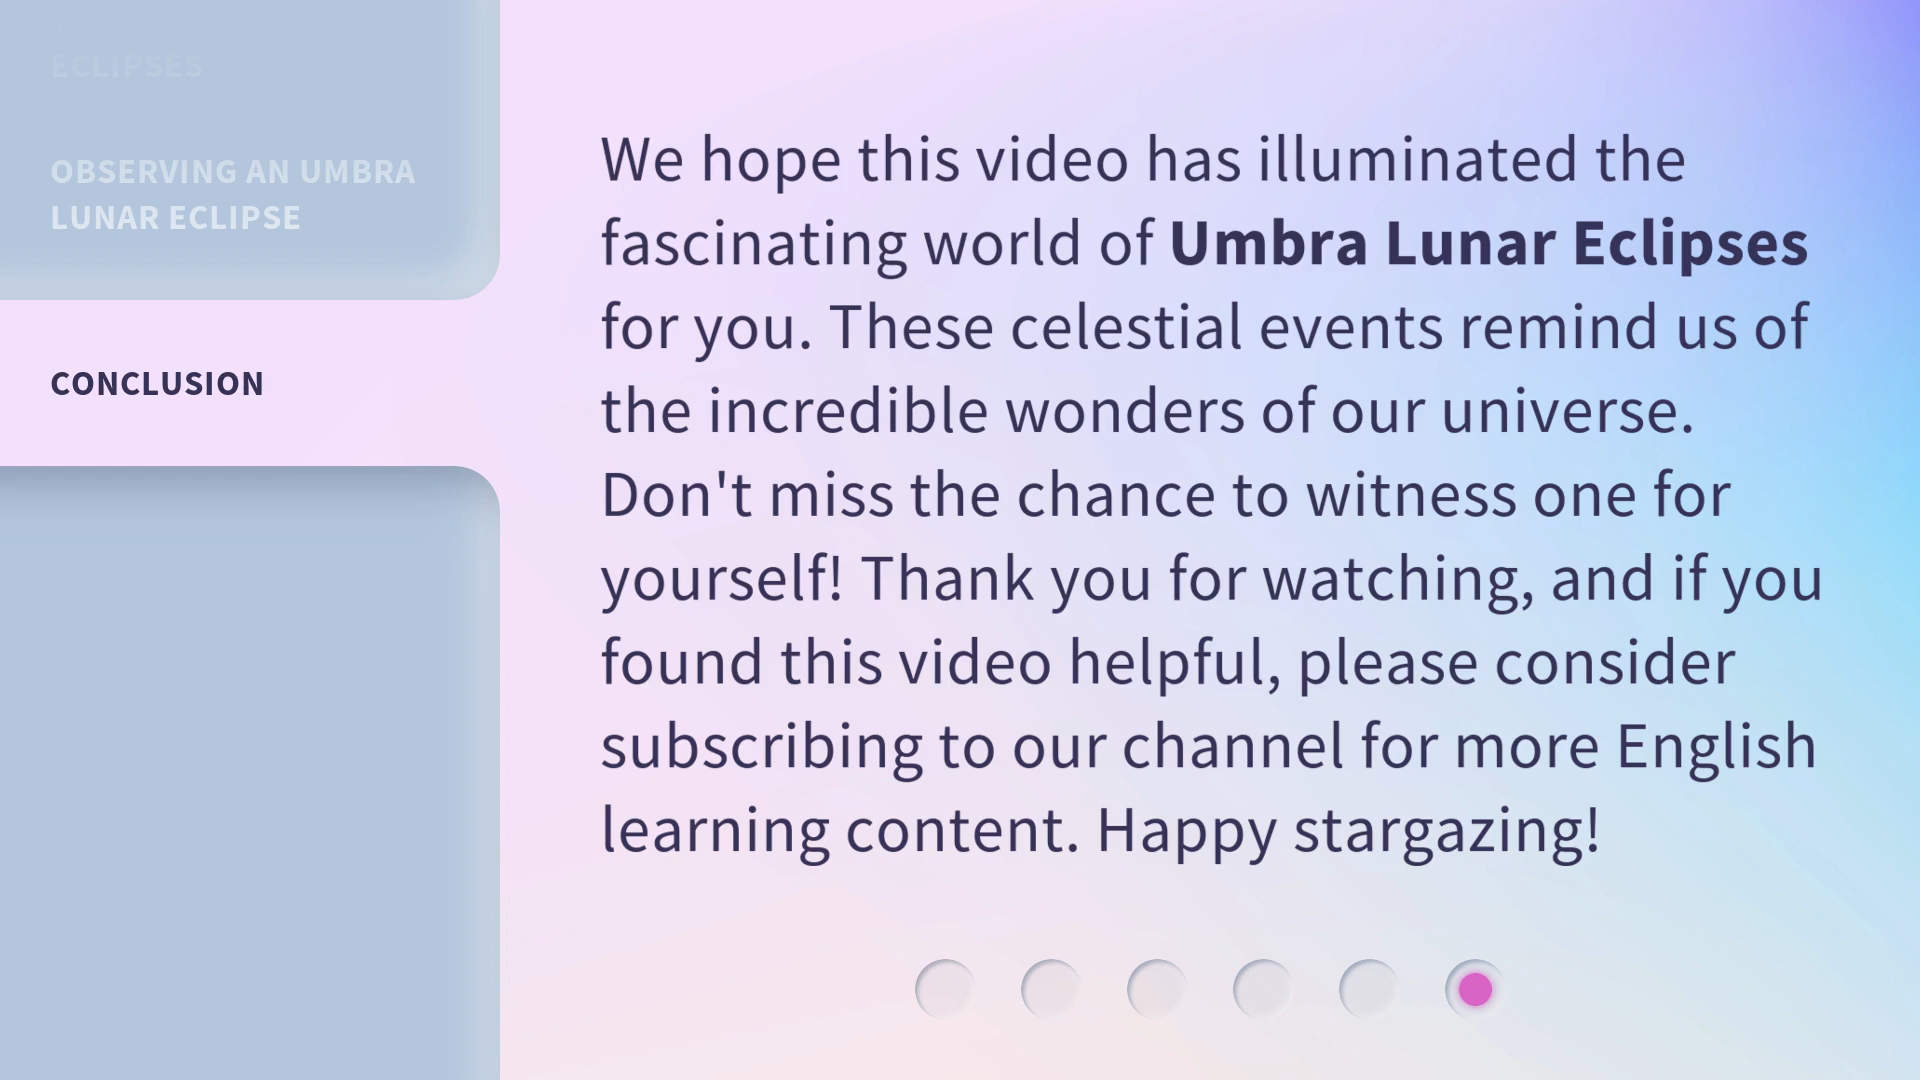 ECLIPSES
OBSERVING AN UMBRA
LUNAR ECLIPSE
CONCLUSION
We hope this video has illuminated the
fascinating world of Umbra Lunar Eclipses
for you. These celestial events remind us of
the incredible wonders of our universe.
Don't miss the chance to witness one for
yourself! Thank you for watching, and if you
found this video helpful, please consider
subscribing to our channel for more English
learning content. Happy stargazing!